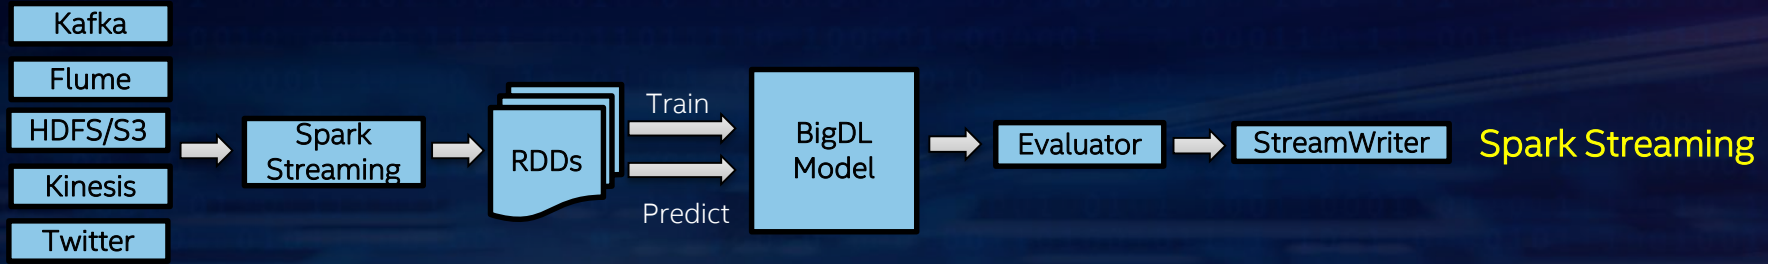 Kafka
Flume
HDFS/S3
Kinesis
Twitter
Spark
Streaming
RDDs
Train
Predict
BigDL
Model
Evaluator
StreamWriter
Spark Streaming